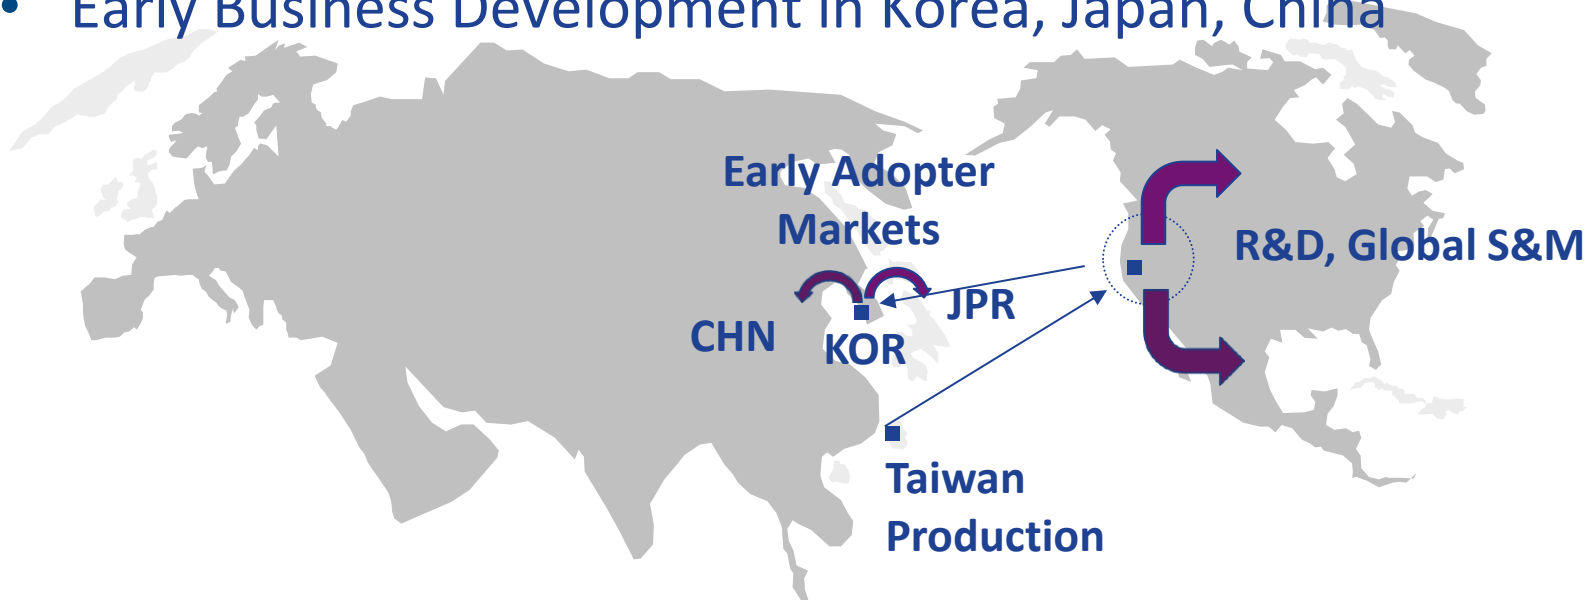 • Early Business Development in Korea, Japan, China
Early Adopter
Markets
R&D, Global S&M
JPR
CHN
KOR
Taiwan
Production